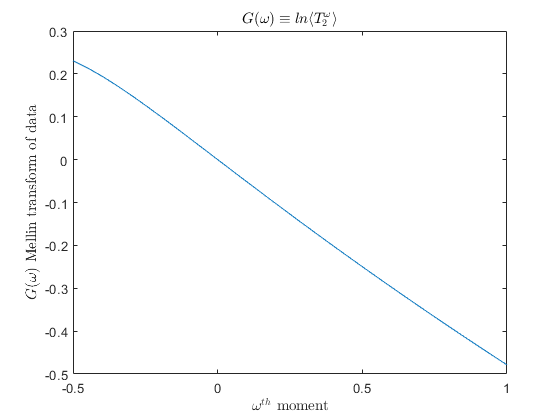 G(ω) ≡ ln⟨T₂^ω⟩
0.3
0.2
0.1
0
-0.1
-0.2
-0.3
-0.4
-0.5
G(ω) Mellin transform of data
-0.5 0 0.5 1
ω^th moment